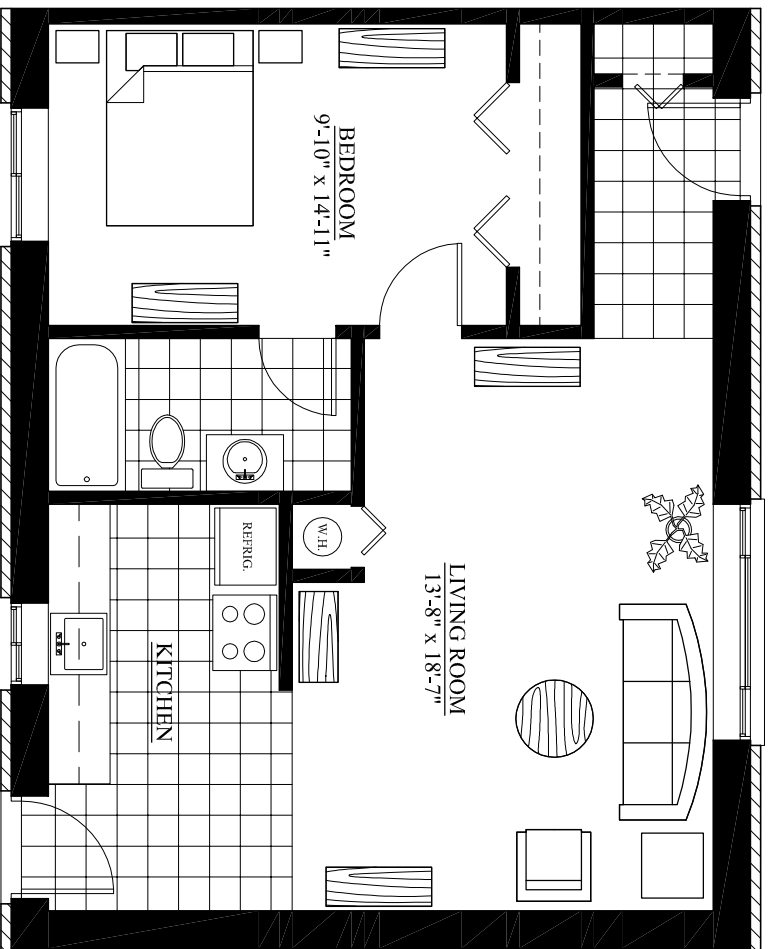 BEDROOM
9'-10" x 14'-11"
LIVING ROOM
13'-8" x 18'-7"
W.H.
REFRIG.
KITCHEN